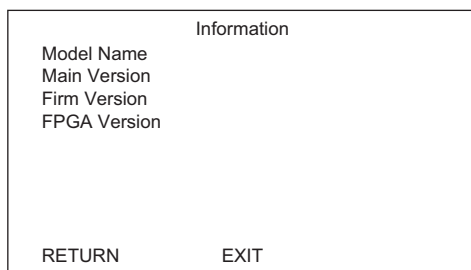 Information
Model Name
Main Version
Firm Version
FPGA Version
RETURN EXIT